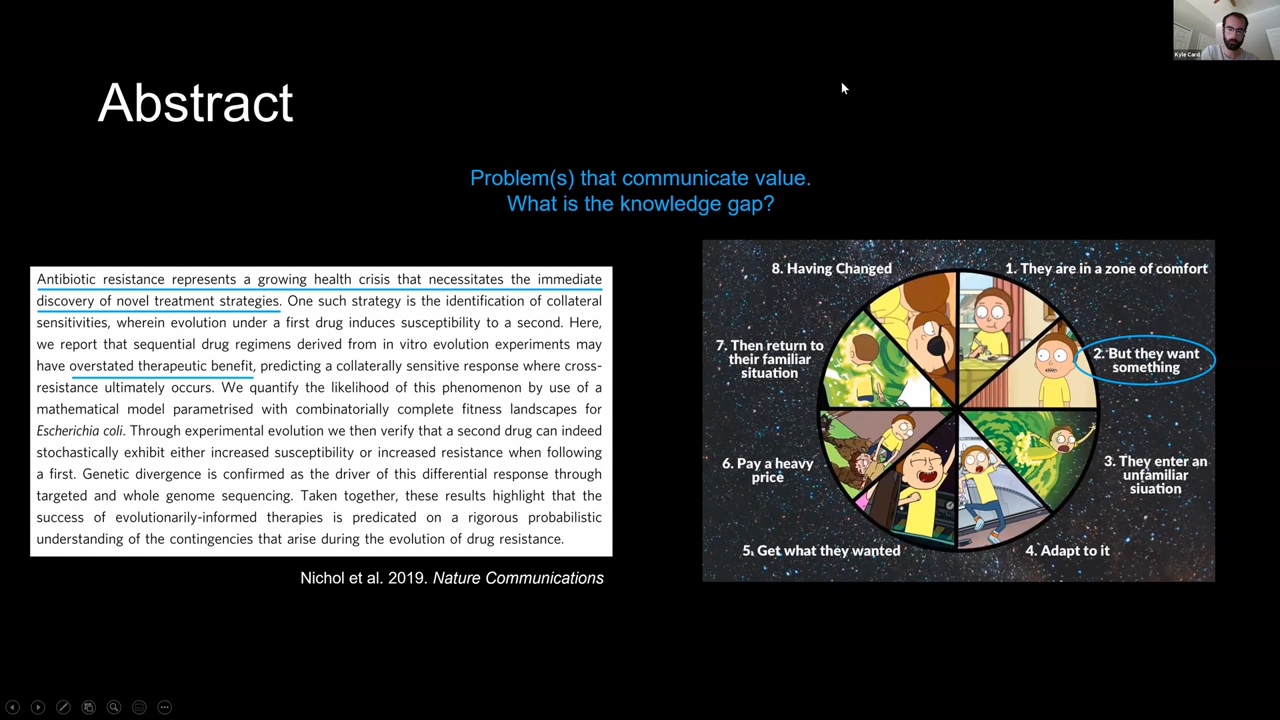 Kyle Card
Abstract
Problem(s) that communicate value.
What is the knowledge gap?
Antibiotic resistance represents a growing health crisis that necessitates the immediate
discovery of novel treatment strategies. One such strategy is the identification of collateral
sensitivities, wherein evolution under a first drug induces susceptibility to a second. Here,
we report that sequential drug regimens derived from in vitro evolution experiments may
have overstated therapeutic benefit, predicting a collaterally sensitive response where cross-
resistance ultimately occurs. We quantify the likelihood of this phenomenon by use of a
mathematical model parametrised with combinatorially complete fitness landscapes for
Escherichia coli. Through experimental evolution we then verify that a second drug can indeed
stochastically exhibit either increased susceptibility or increased resistance when following
a first. Genetic divergence is confirmed as the driver of this differential response through
targeted and whole genome sequencing. Taken together, these results highlight that the
success of evolutionarily-informed therapies is predicated on a rigorous probabilistic
understanding of the contingencies that arise during the evolution of drug resistance.
Nichol et al. 2019. Nature Communications
1. They are in a zone of comfort
2. But they want
something
3. They enter an
unfamiliar
siuation
4. Adapt to it
5. Get what they wanted
6. Pay a heavy
price
7. Then return to
their familiar
situation
8. Having Changed